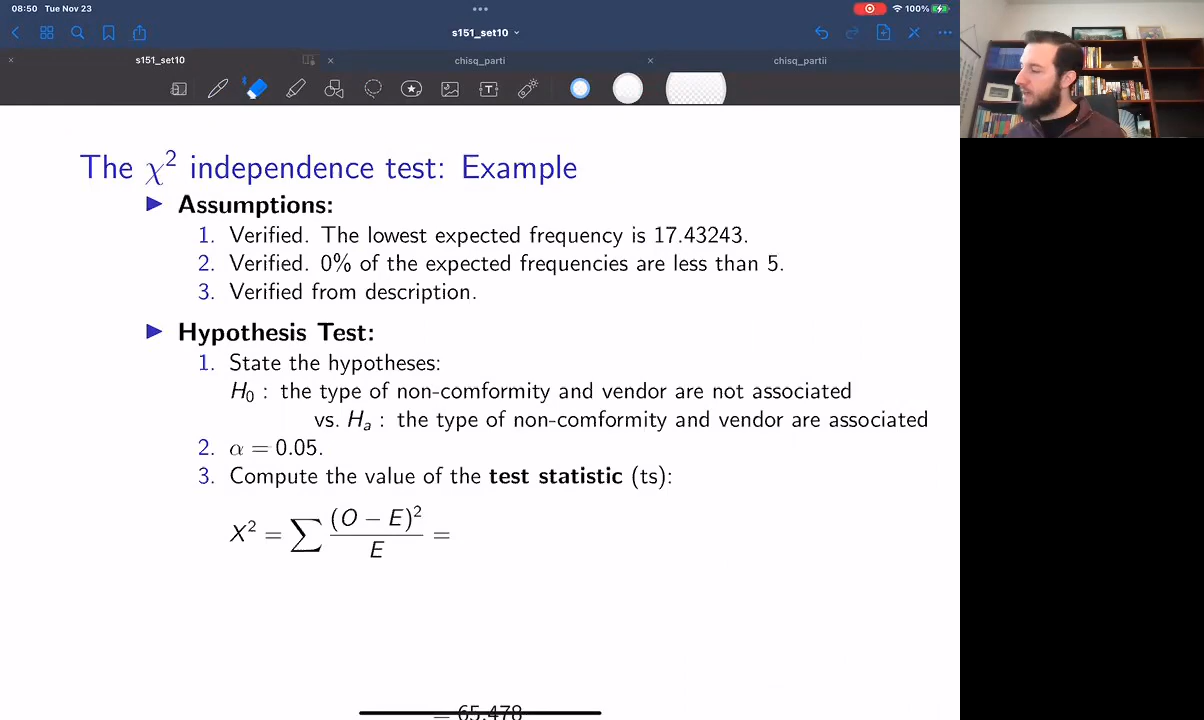 08:50 Tue Nov 23
100%
s151_set10
s151_set10
chisq_parti
chisq_partii
The χ² independence test: Example
Assumptions:
1. Verified. The lowest expected frequency is 17.43243.
2. Verified. 0% of the expected frequencies are less than 5.
3. Verified from description.
Hypothesis Test:
1. State the hypotheses:
H₀ : the type of non-comformity and vendor are not associated
vs. Hₐ : the type of non-comformity and vendor are associated
2. α = 0.05.
3. Compute the value of the test statistic (ts):
X² = ∑ (O − E)² / E =
= 65.478